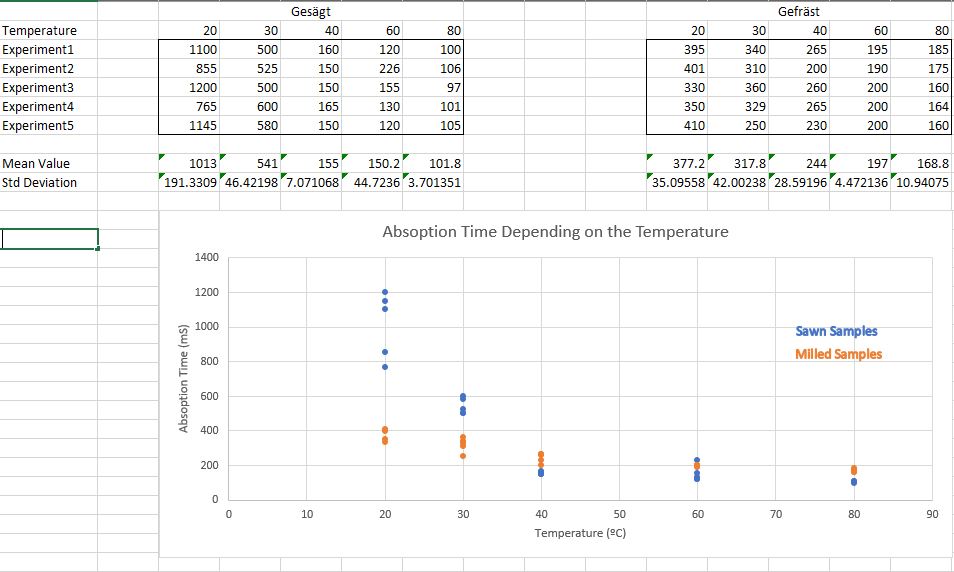 Gesägt Gefräst
Temperature 20 30 40 60 80 20 30 40 60 80
Experiment1 1100 500 160 120 100 395 340 265 195 185
Experiment2 855 525 150 226 106 401 310 200 190 175
Experiment3 1200 500 150 155 97 330 360 260 200 160
Experiment4 765 600 165 130 101 350 329 265 200 164
Experiment5 1145 580 150 120 105 410 250 230 200 160
Mean Value 1013 541 155 150.2 101.8 377.2 317.8 244 197 168.8
Std Deviation 191.3309 46.42198 7.071068 44.7236 3.701351 35.09558 42.00238 28.59196 4.472136 10.94075
Absoption Time Depending on the Temperature
1400
1200
1000
800
600
400
200
0
Absoption Time (mS)
Sawn Samples
Milled Samples
0 10 20 30 40 50 60 70 80 90
Temperature (ºC)